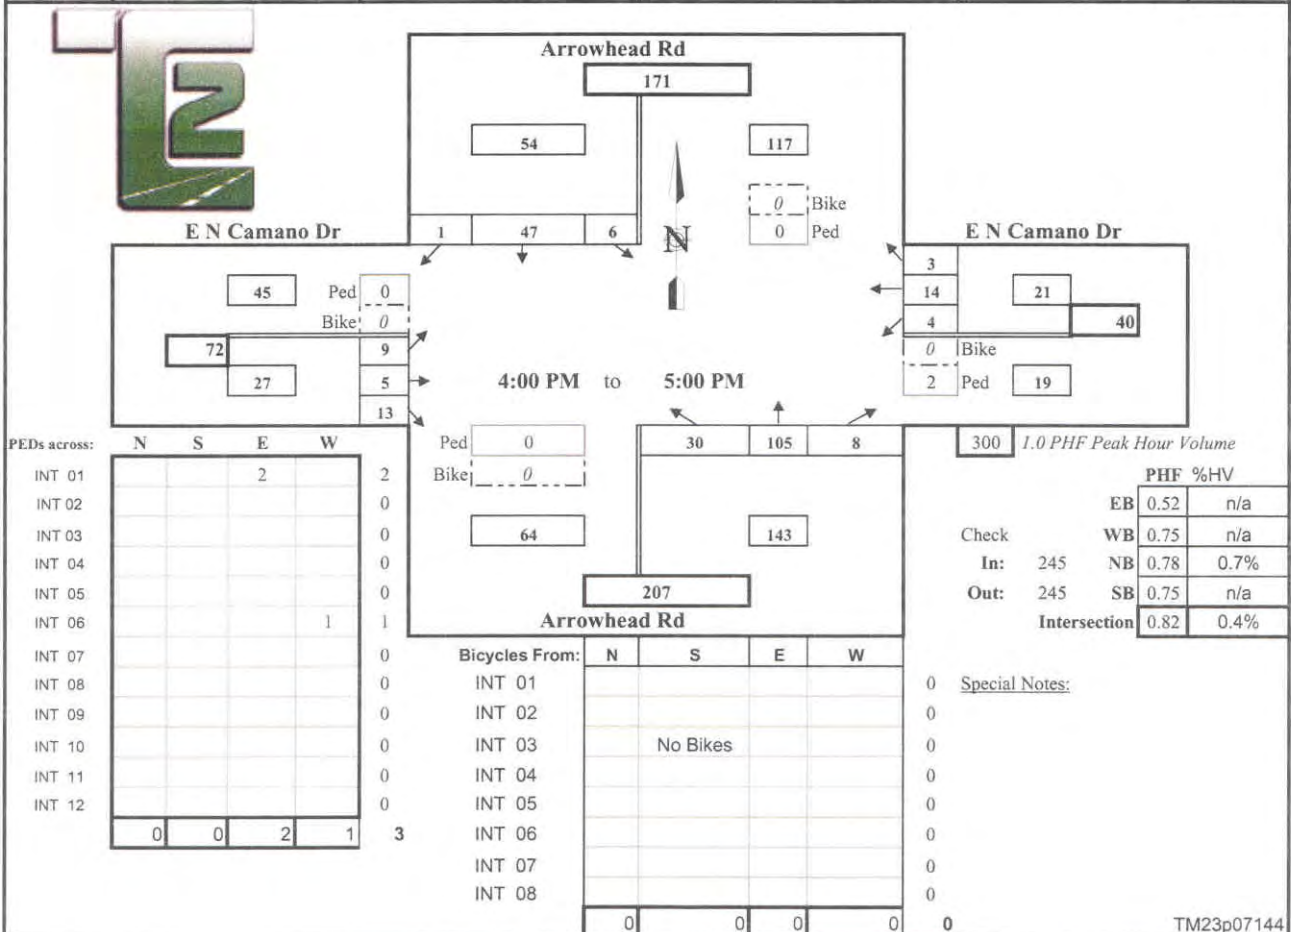 T2
Arrowhead Rd
171
54 117
0 Bike
E N Camano Dr 0 Ped E N Camano Dr
1 47 6 N 3
45 Ped 0 14 21
Bike 0 4 40
72 9 0 Bike
27 5 4:00 PM to 5:00 PM 2 Ped 19
13
PEDs across: N S E W Ped 0 30 105 8 300 1.0 PHF Peak Hour Volume
INT 01 2 2 Bike 0 PHF %HV
INT 02 0 EB 0.52 n/a
INT 03 0 64 143 Check WB 0.75 n/a
INT 04 0 In: 245 NB 0.78 0.7%
INT 05 0 207 Out: 245 SB 0.75 n/a
INT 06 1 1 Arrowhead Rd Intersection 0.82 0.4%
INT 07 0 Bicycles From: N S E W
INT 08 0 INT 01 0 Special Notes:
INT 09 0 INT 02 0
INT 10 0 INT 03 No Bikes 0
INT 11 0 INT 04 0
INT 12 0 INT 05 0
0 0 2 1 3 INT 06 0
INT 07 0
INT 08 0
0 0 0 0 0 TM23p07144